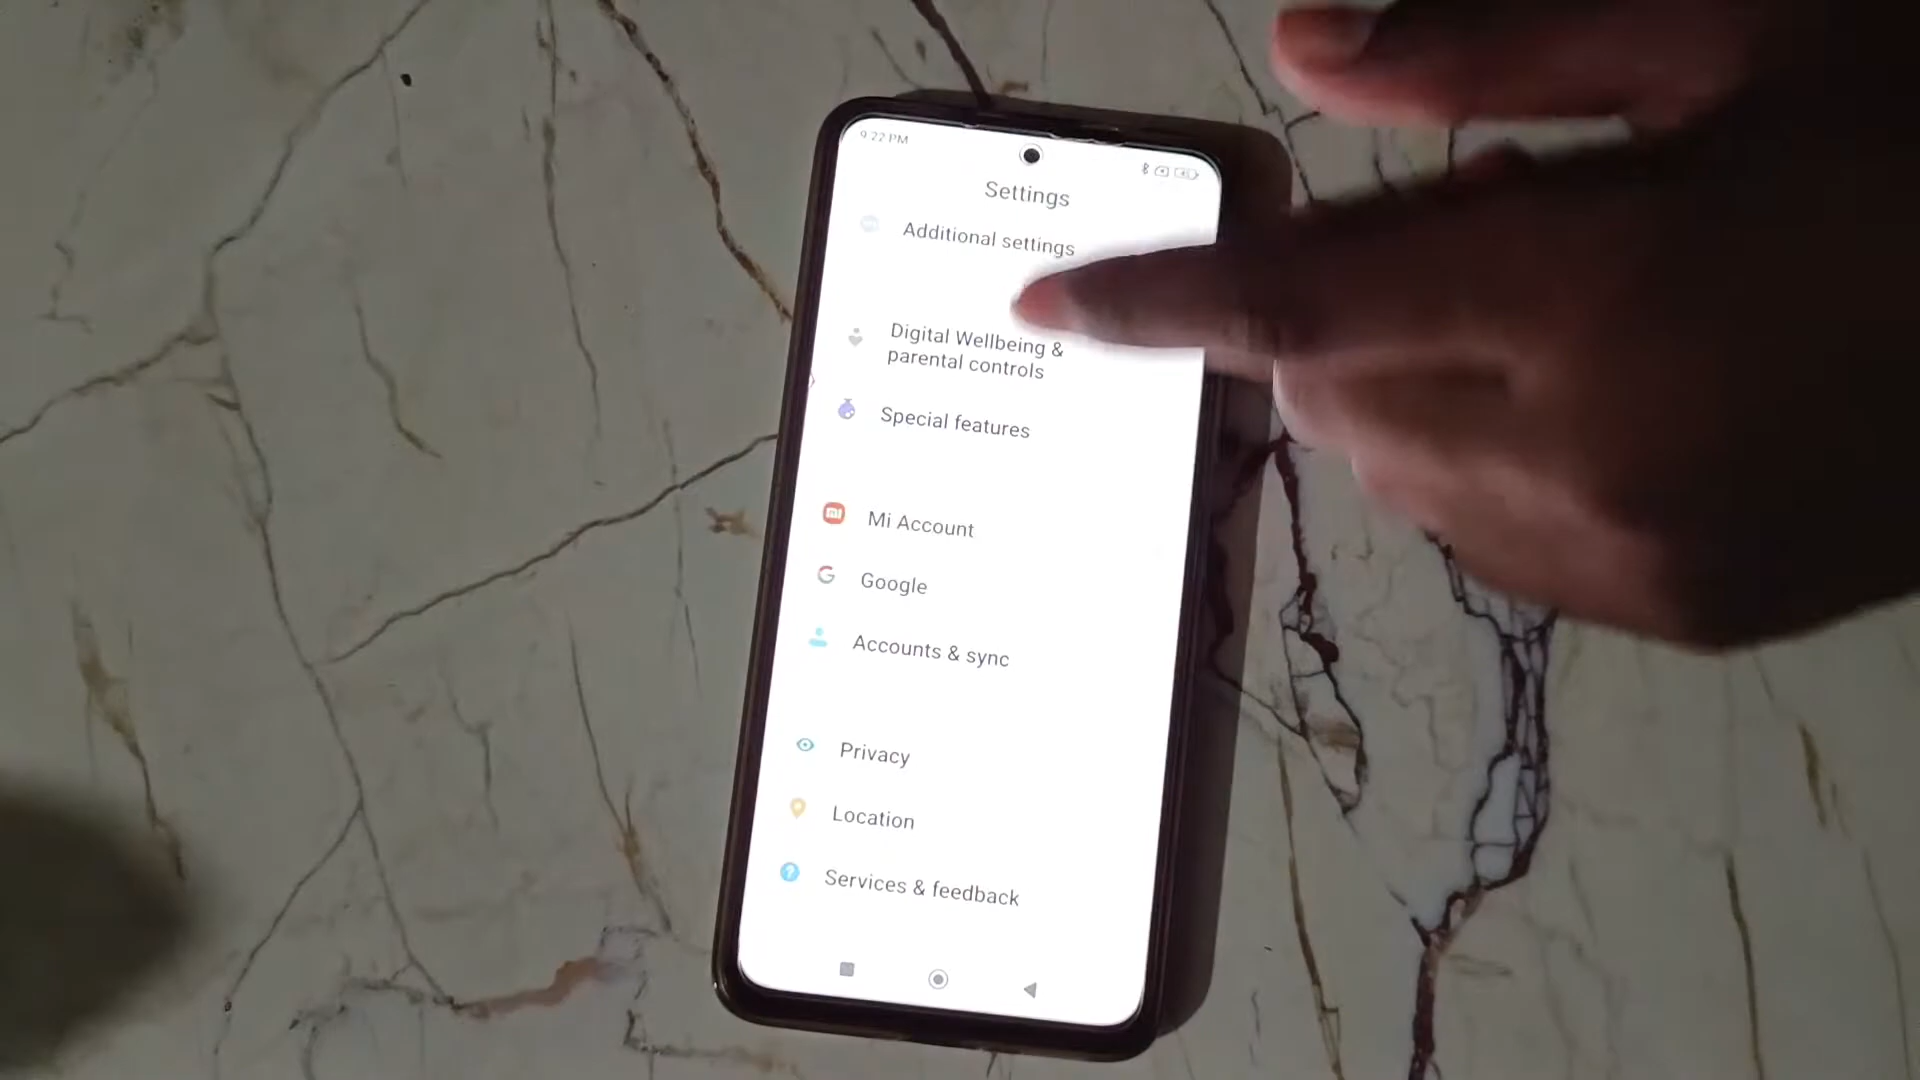 9:22 PM
Settings
Additional settings
Digital Wellbeing &
parental controls
Special features
mi
Mi Account
G
Google
Accounts & sync
Privacy
Location
?
Services & feedback